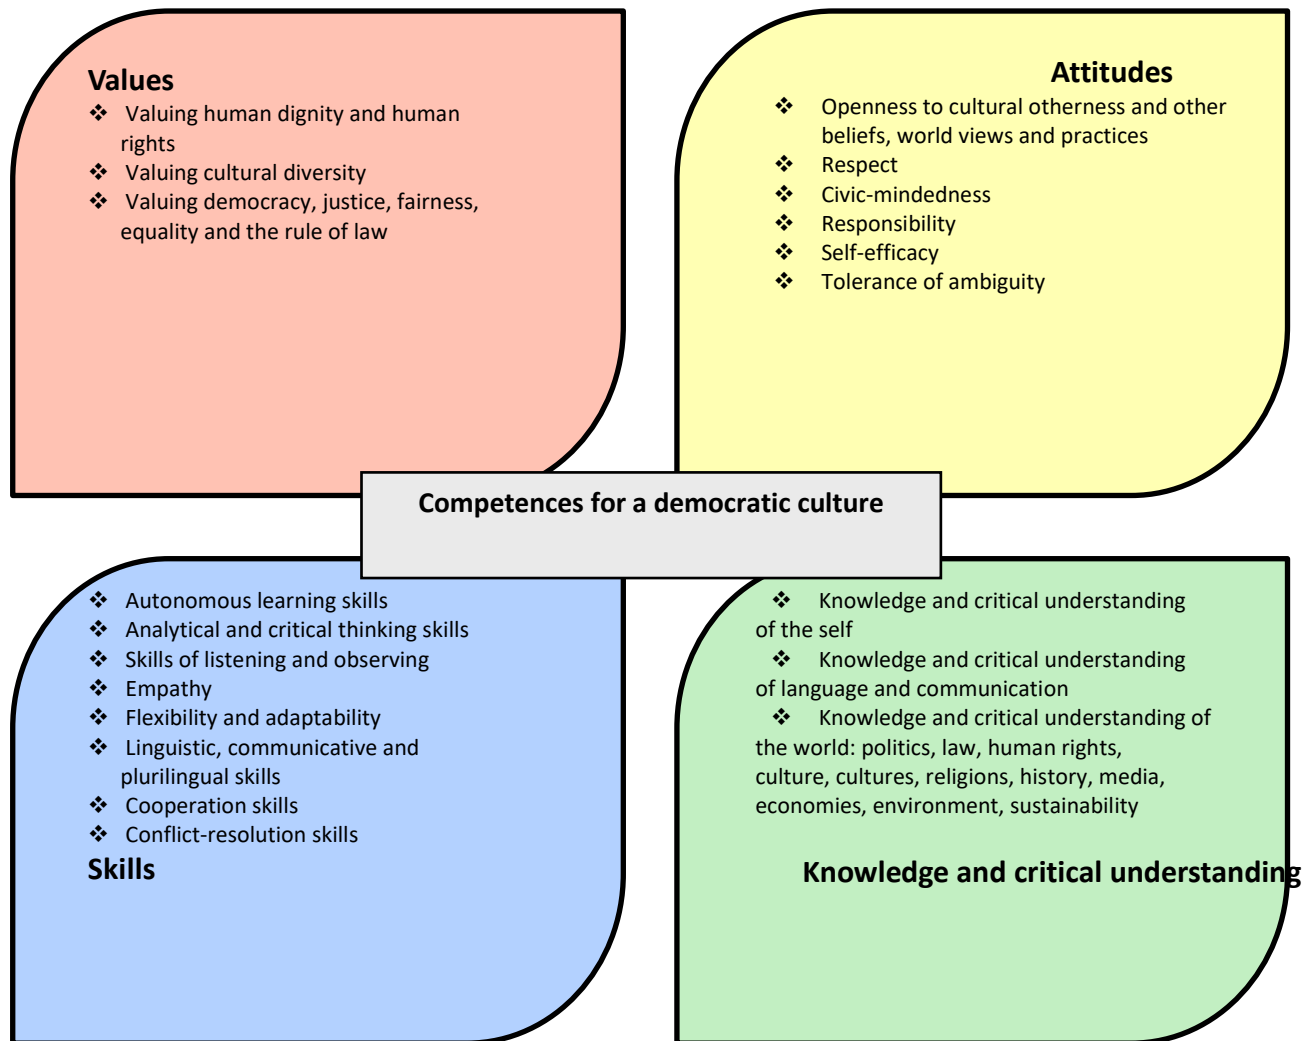 Values
❖ Valuing human dignity and human
rights
❖ Valuing cultural diversity
❖ Valuing democracy, justice, fairness,
equality and the rule of law
Attitudes
❖ Openness to cultural otherness and other
beliefs, world views and practices
❖ Respect
❖ Civic-mindedness
❖ Responsibility
❖ Self-efficacy
❖ Tolerance of ambiguity
Competences for a democratic culture
❖ Autonomous learning skills
❖ Analytical and critical thinking skills
❖ Skills of listening and observing
❖ Empathy
❖ Flexibility and adaptability
❖ Linguistic, communicative and
plurilingual skills
❖ Cooperation skills
❖ Conflict-resolution skills
Skills
❖ Knowledge and critical understanding
of the self
❖ Knowledge and critical understanding
of language and communication
❖ Knowledge and critical understanding of
the world: politics, law, human rights,
culture, cultures, religions, history, media,
economies, environment, sustainability
Knowledge and critical understanding